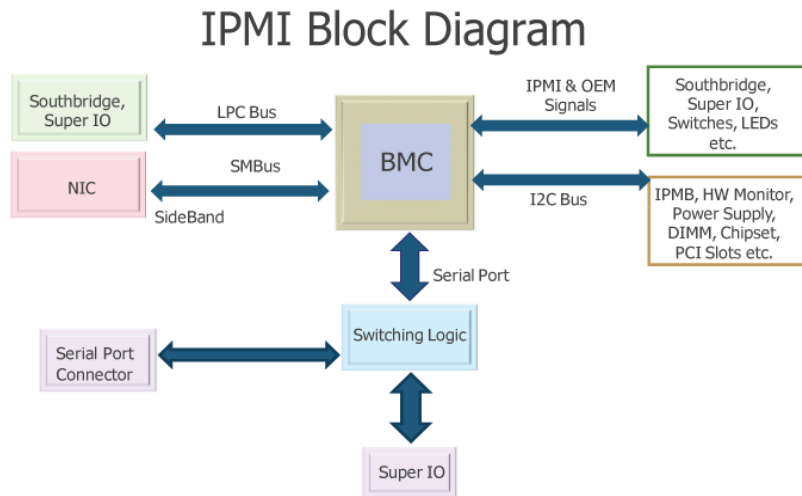 IPMI Block Diagram
Southbridge,
Super IO
LPC Bus
NIC
SMBus
SideBand
BMC
IPMI & OEM
Signals
Southbridge,
Super IO,
Switches, LEDs
etc.
I2C Bus
IPMB, HW Monitor,
Power Supply,
DIMM, Chipset,
PCI Slots etc.
Serial Port
Switching Logic
Serial Port
Connector
Super IO